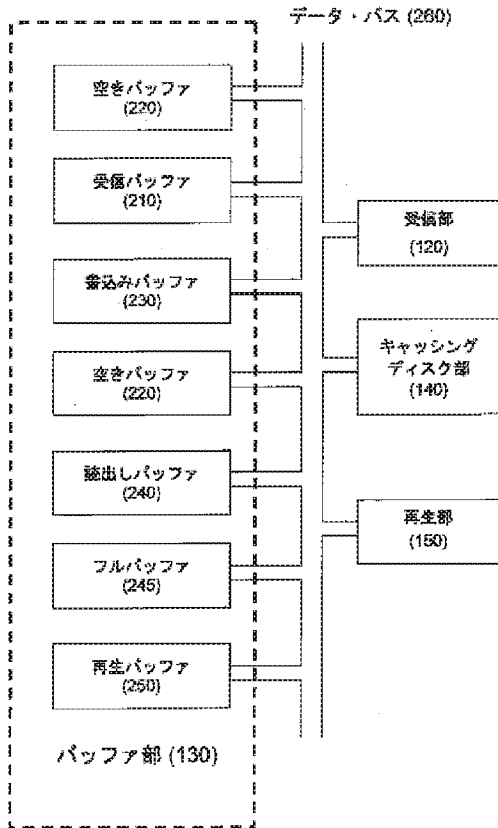 データ・バス (260)
空きバッファ
(220)
受信バッファ
(210)
書込みバッファ
(230)
空きバッファ
(220)
読出しバッファ
(240)
フルバッファ
(245)
再生バッファ
(250)
バッファ部 (130)
受信部
(120)
キャッシング
ディスク部
(140)
再生部
(150)